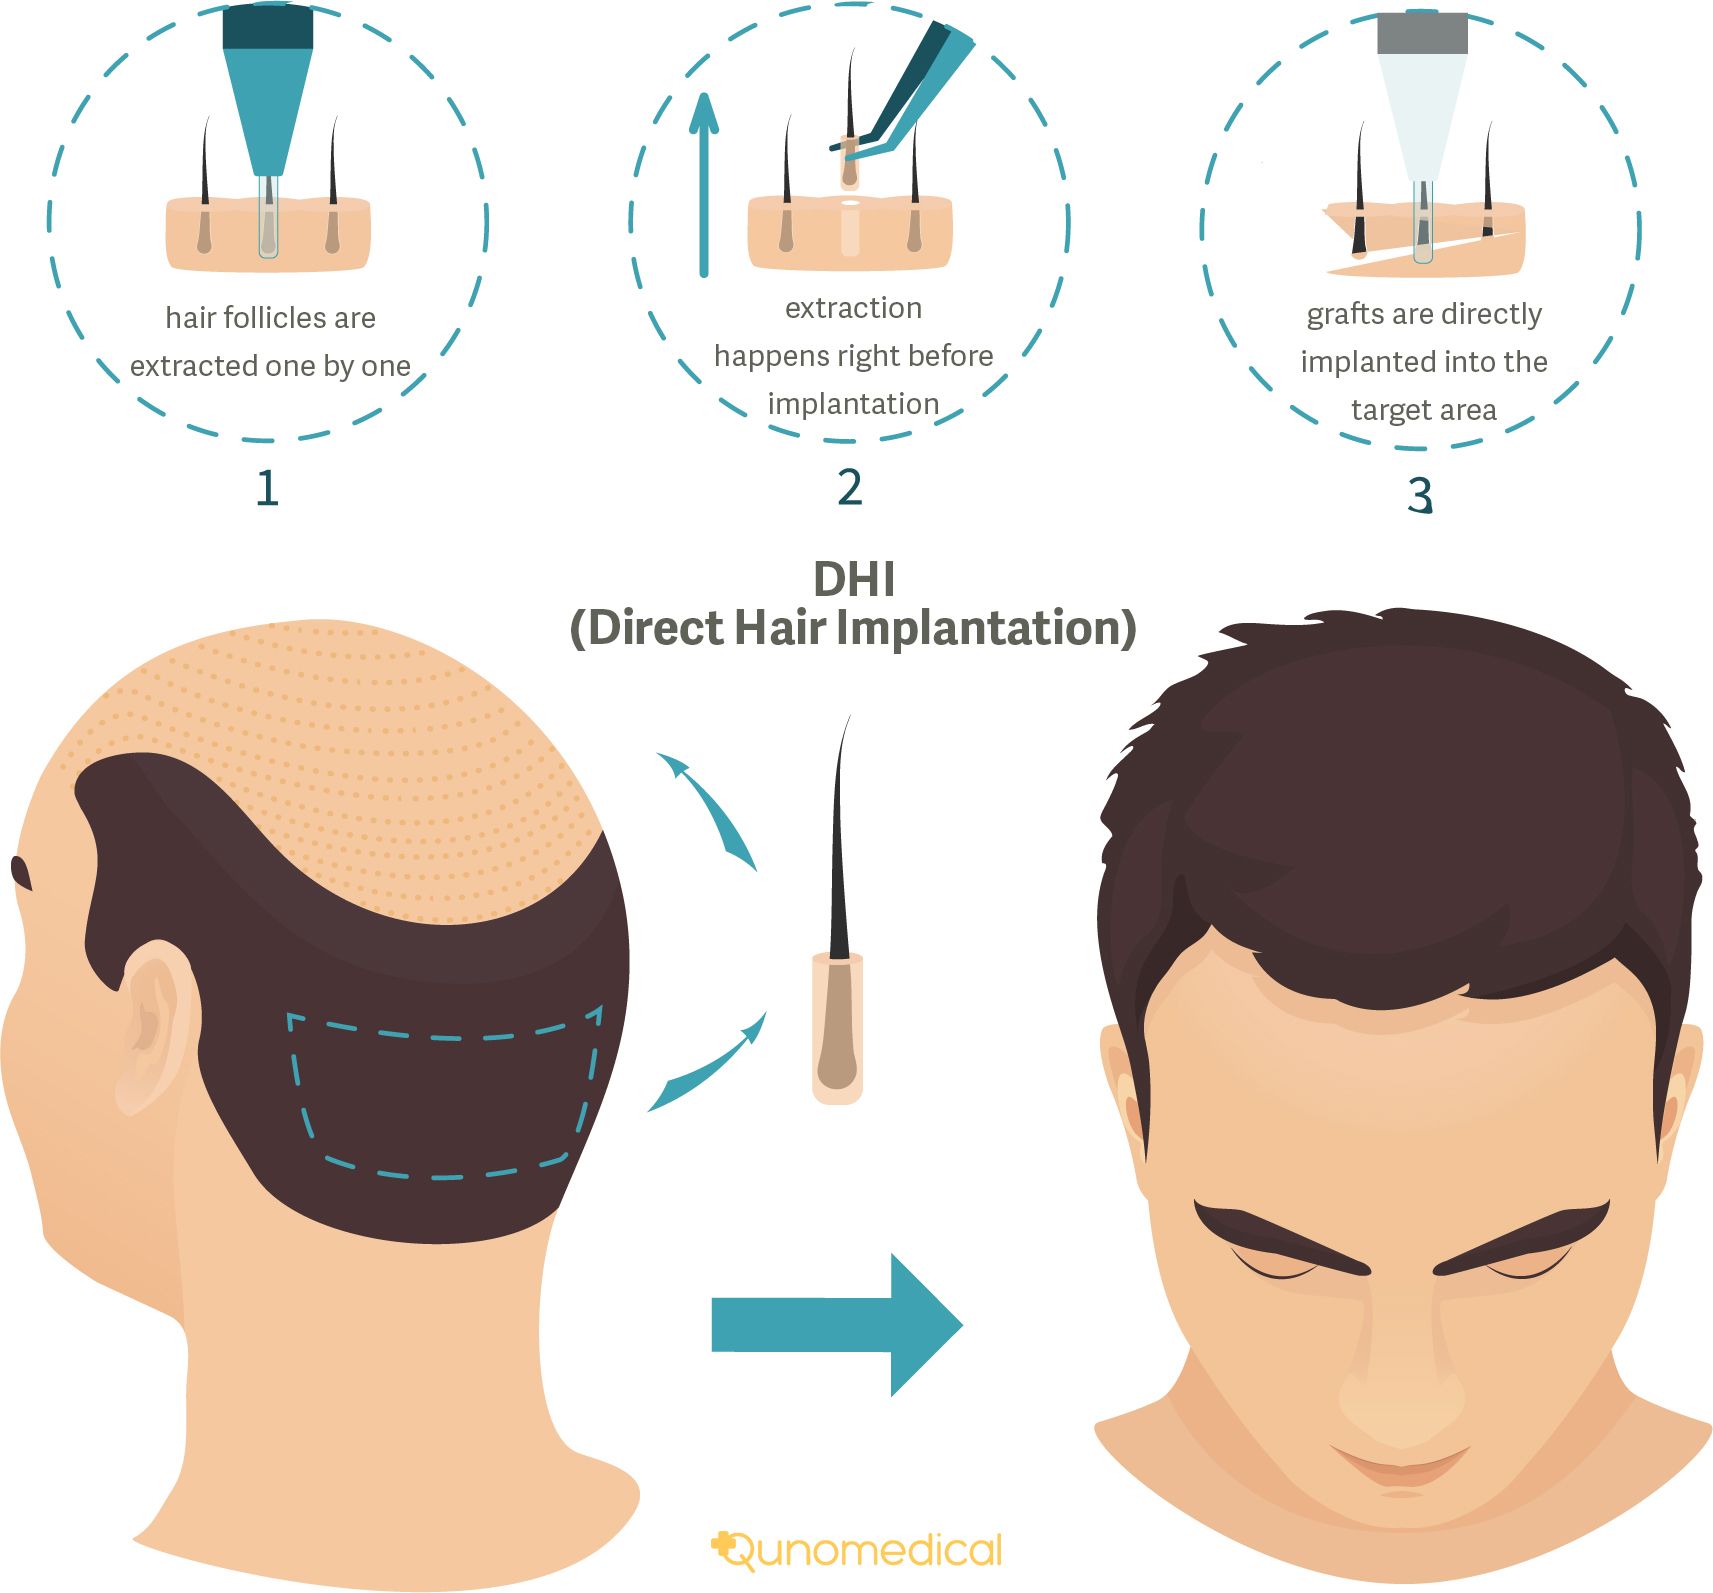 hair follicles are
extracted one by one
1
extraction
happens right before
implantation
2
grafts are directly
implanted into the
target area
3
DHI
(Direct Hair Implantation)
Qunomedical